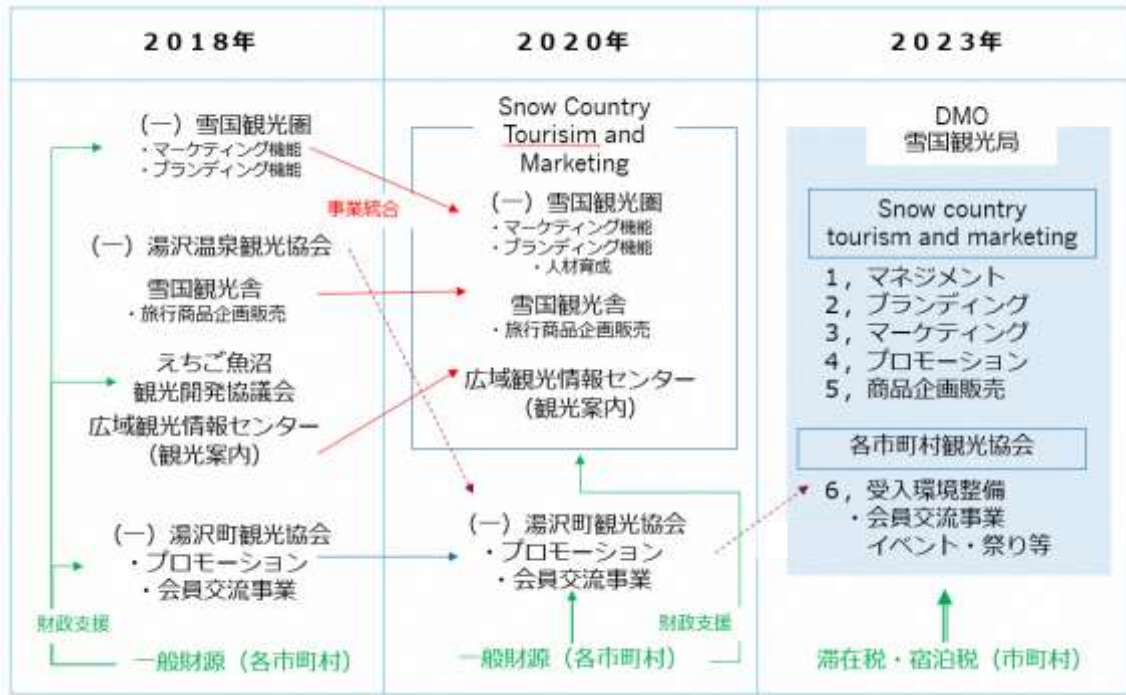 2018年
2020年
2023年
(一)雪国観光圏
・マーケティング機能
・ブランディング機能
事業統合
(一)湯沢温泉観光協会
雪国観光舎
・旅行商品企画販売
えちご魚沼
観光開発協議会
広域観光情報センター
(観光案内)
(一)湯沢町観光協会
・プロモーション
・会員交流事業
財政支援
一般財源(各市町村)
Snow Country
Tourisim and
Marketing
(一)雪国観光圏
・マーケティング機能
・ブランディング機能
・人材育成
雪国観光舎
・旅行商品企画販売
広域観光情報センター
(観光案内)
(一)湯沢町観光協会
・プロモーション
・会員交流事業
財政支援
一般財源(各市町村)
DMO
雪国観光局
Snow country
tourism and marketing
1,マネジメント
2,ブランディング
3,マーケティング
4,プロモーション
5,商品企画販売
各市町村観光協会
6,受入環境整備
・会員交流事業
イベント・祭り等
滞在税・宿泊税(市町村)